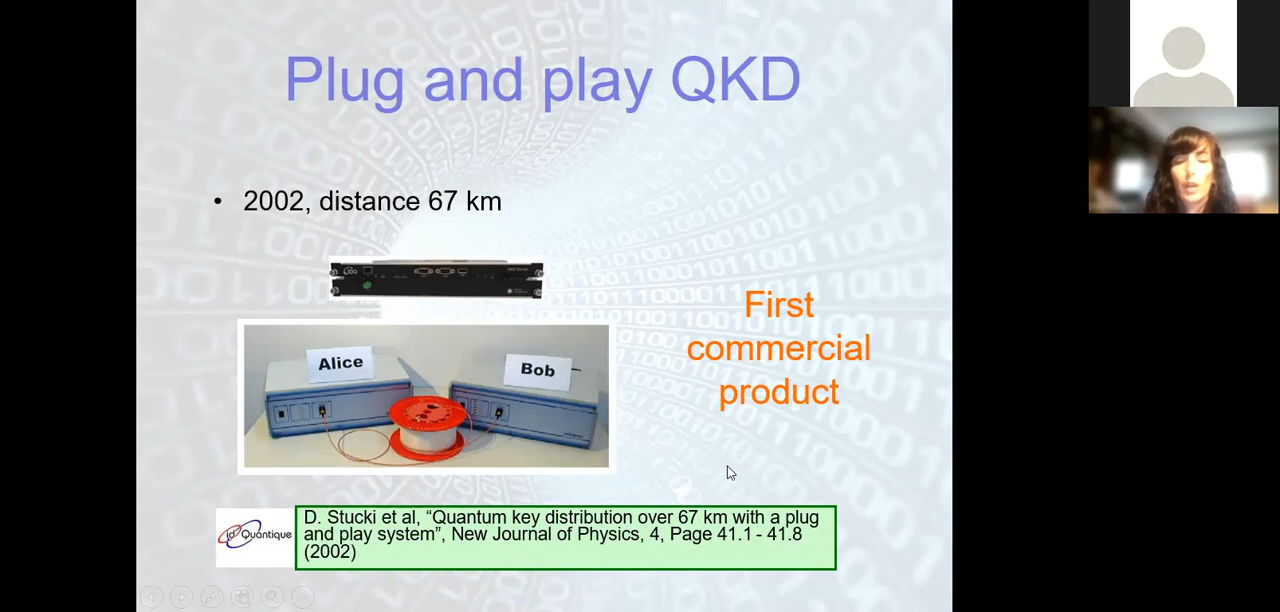 Plug and play QKD
• 2002, distance 67 km
idQ
Alice
Bob
First
commercial
product
id Quantique
D. Stucki et al, “Quantum key distribution over 67 km with a plug
and play system”, New Journal of Physics, 4, Page 41.1 - 41.8
(2002)